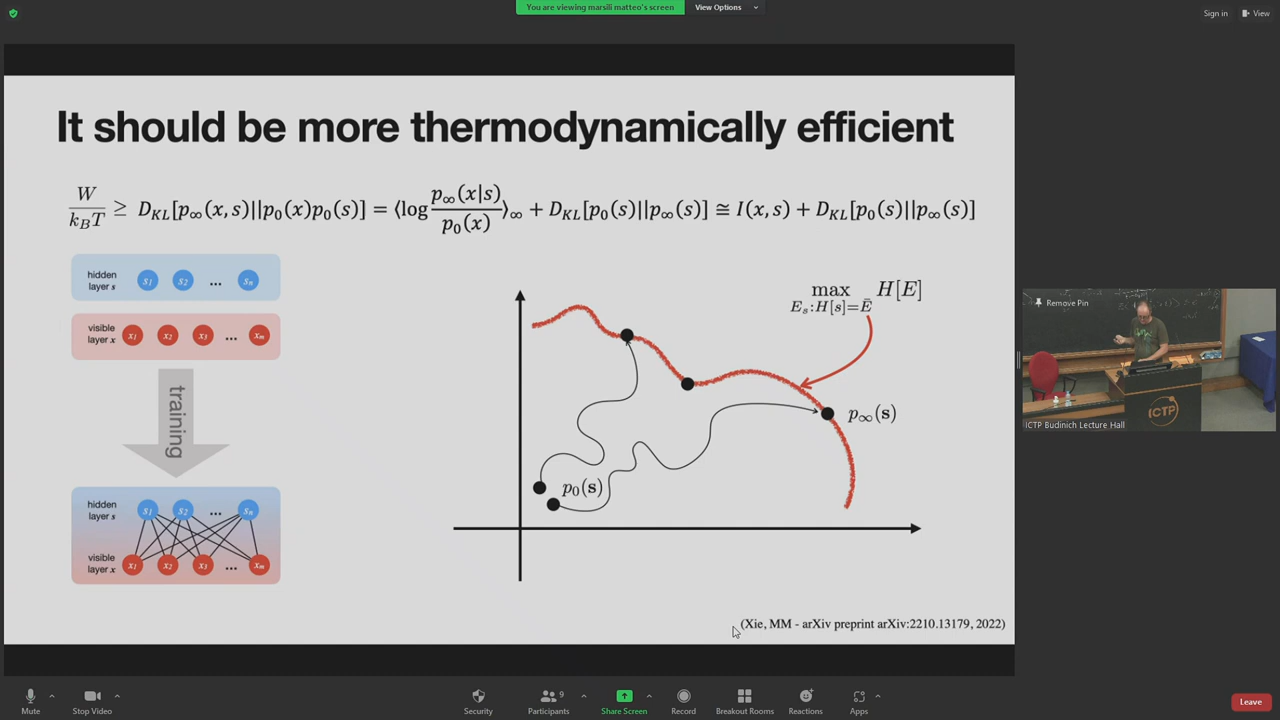 You are viewing marsili matteo's screen
View Options
Sign in
View
It should be more thermodynamically efficient
W/k_BT ≥ D_KL[p_∞(x,s)||p_0(x)p_0(s)] = ⟨log p_∞(x|s)/p_0(x)⟩_∞ + D_KL[p_0(s)||p_∞(s)] ≅ I(x,s) + D_KL[p_0(s)||p_∞(s)]
hidden layer s
s1 s2 ... sn
visible layer x
x1 x2 x3 ... xm
training
hidden layer s
s1 s2 ... sn
visible layer x
x1 x2 x3 ... xm
max H[E]
E_s:H[s]=Ē
p_∞(s)
p_0(s)
(Xie, MM - arXiv preprint arXiv:2210.13179, 2022)
Remove Pin
ICTP
ICTP Budinich Lecture Hall
Mute
Stop Video
Security
Participants 9
Share Screen
Record
Breakout Rooms
Reactions
Apps
Leave